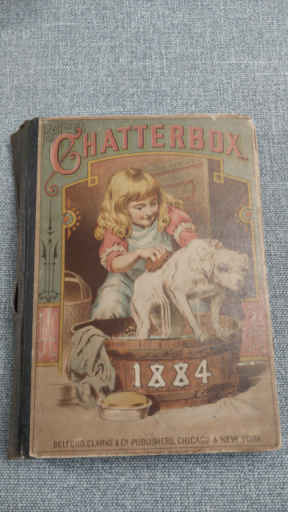 CHATTERBOX
1884
BELFORD, CLARKE & CO. PUBLISHERS, CHICAGO & NEW YORK